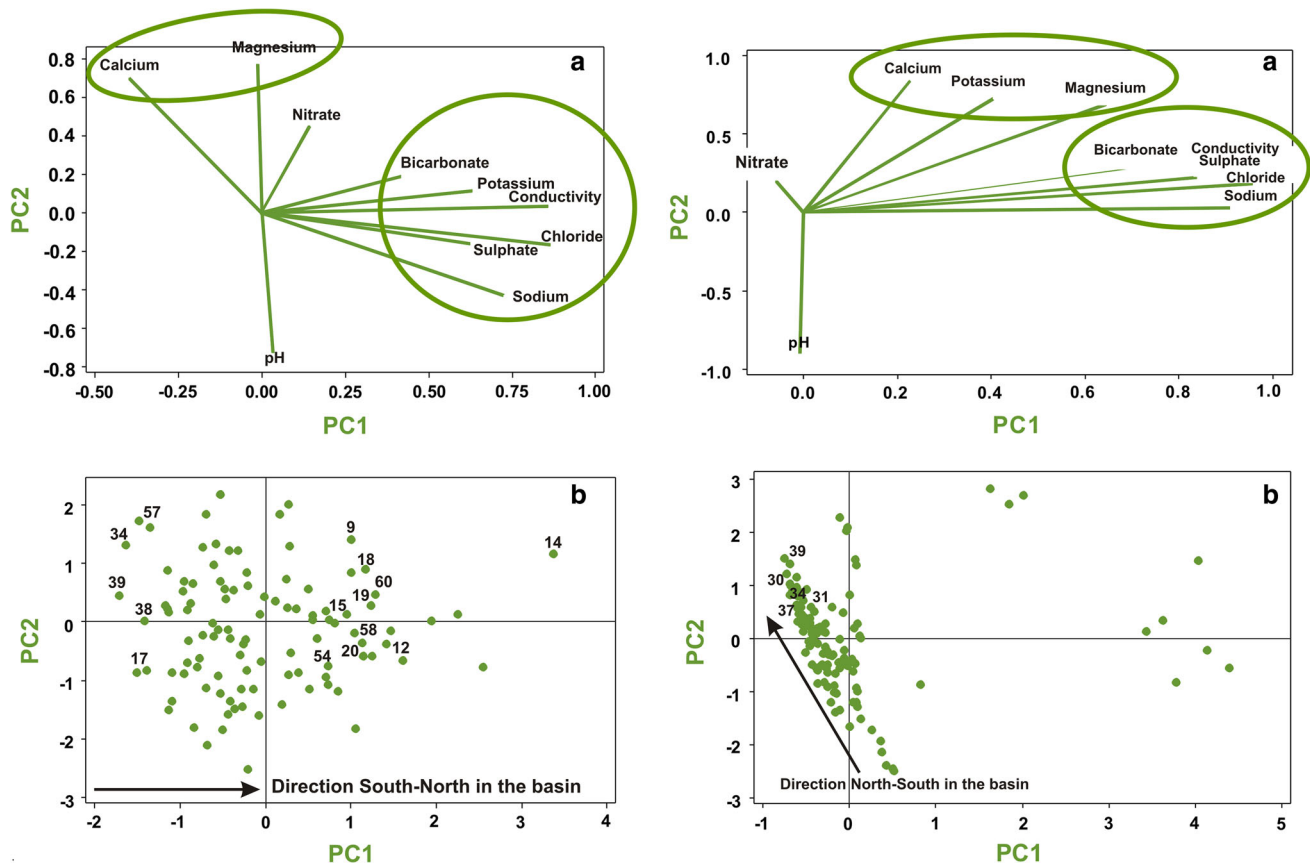 a
0.8
0.6
0.4
0.2
0.0
-0.2
-0.4
-0.6
-0.8
PC2
Magnesium
Calcium
Nitrate
Bicarbonate
Potassium
Conductivity
Chloride
Sulphate
Sodium
pH
-0.50
-0.25
0.00
0.25
0.50
0.75
1.00
PC1
a
1.0
0.5
0.0
-0.5
-1.0
PC2
Calcium
Potassium
Magnesium
Nitrate
Bicarbonate
Conductivity
Sulphate
Chloride
Sodium
pH
0.0
0.2
0.4
0.6
0.8
1.0
PC1
b
2
1
0
-1
-2
-3
PC2
57
34
39
38
17
9
14
18
60
19
15
58
20
12
54
Direction South-North in the basin
-2
-1
0
1
2
3
4
PC1
b
3
2
1
0
-1
-2
-3
PC2
39
30
34
31
37
Direction North-South in the basin
-1
0
1
2
3
4
5
PC1